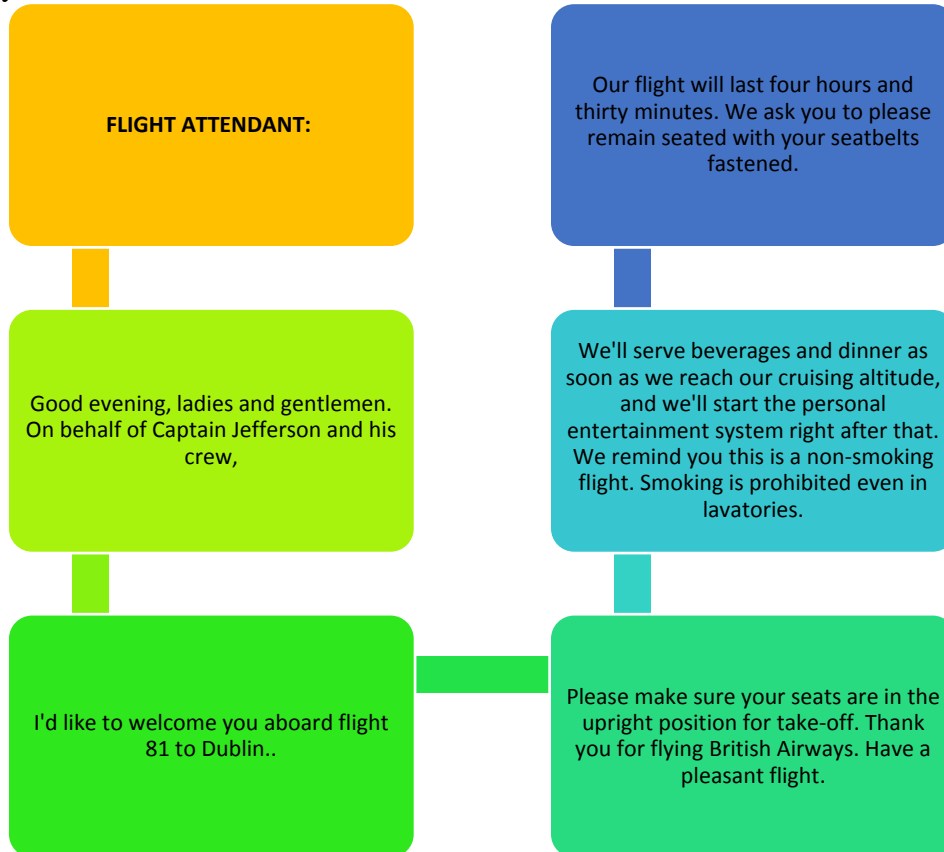 FLIGHT ATTENDANT:
Good evening, ladies and gentlemen.
On behalf of Captain Jefferson and his
crew,
I'd like to welcome you aboard flight
81 to Dublin..
Our flight will last four hours and
thirty minutes. We ask you to please
remain seated with your seatbelts
fastened.
We'll serve beverages and dinner as
soon as we reach our cruising altitude,
and we'll start the personal
entertainment system right after that.
We remind you this is a non-smoking
flight. Smoking is prohibited even in
lavatories.
Please make sure your seats are in the
upright position for take-off. Thank
you for flying British Airways. Have a
pleasant flight.